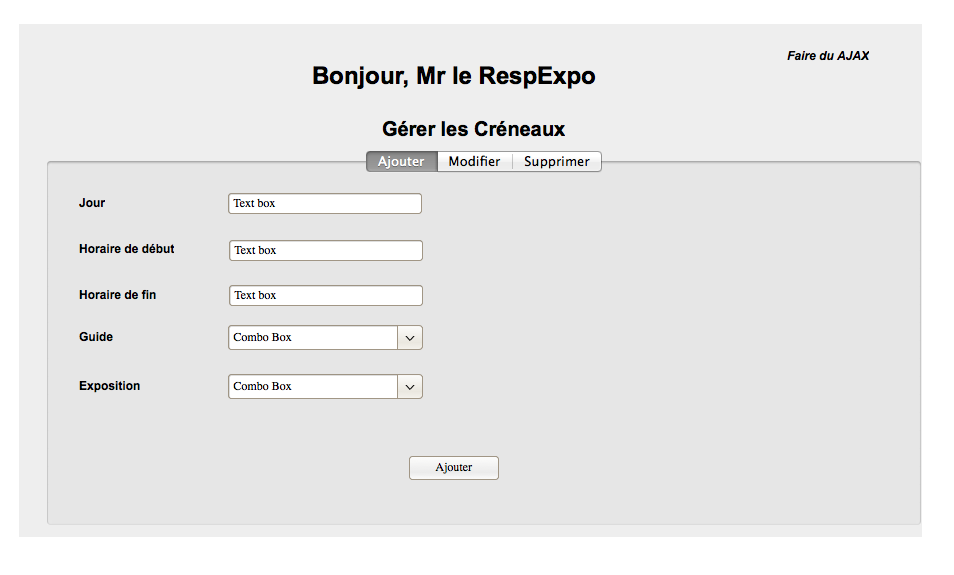 Faire du AJAX
Bonjour, Mr le RespExpo
Gérer les Créneaux
Ajouter Modifier Supprimer
Jour Text box
Horaire de début Text box
Horaire de fin Text box
Guide Combo Box
Exposition Combo Box
Ajouter